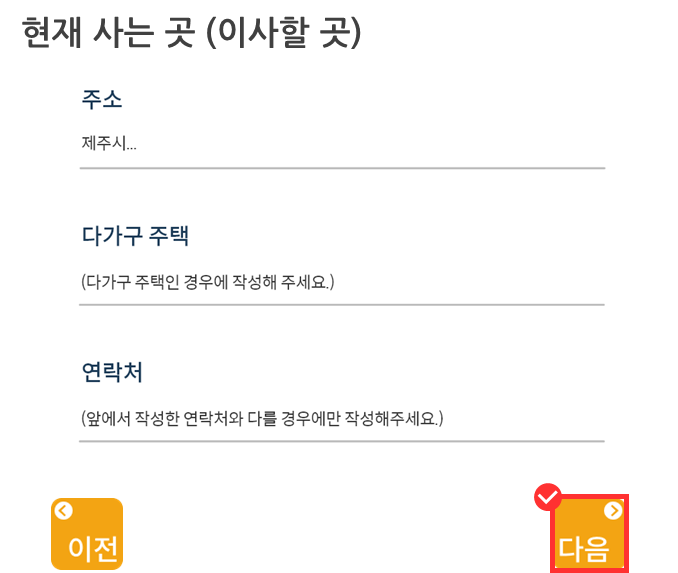 현재 사는 곳 (이사할 곳)
주소
제주시...
다가구 주택
(다가구 주택인 경우에 작성해 주세요.)
연락처
(앞에서 작성한 연락처와 다를 경우에만 작성해주세요.)
이전
다음